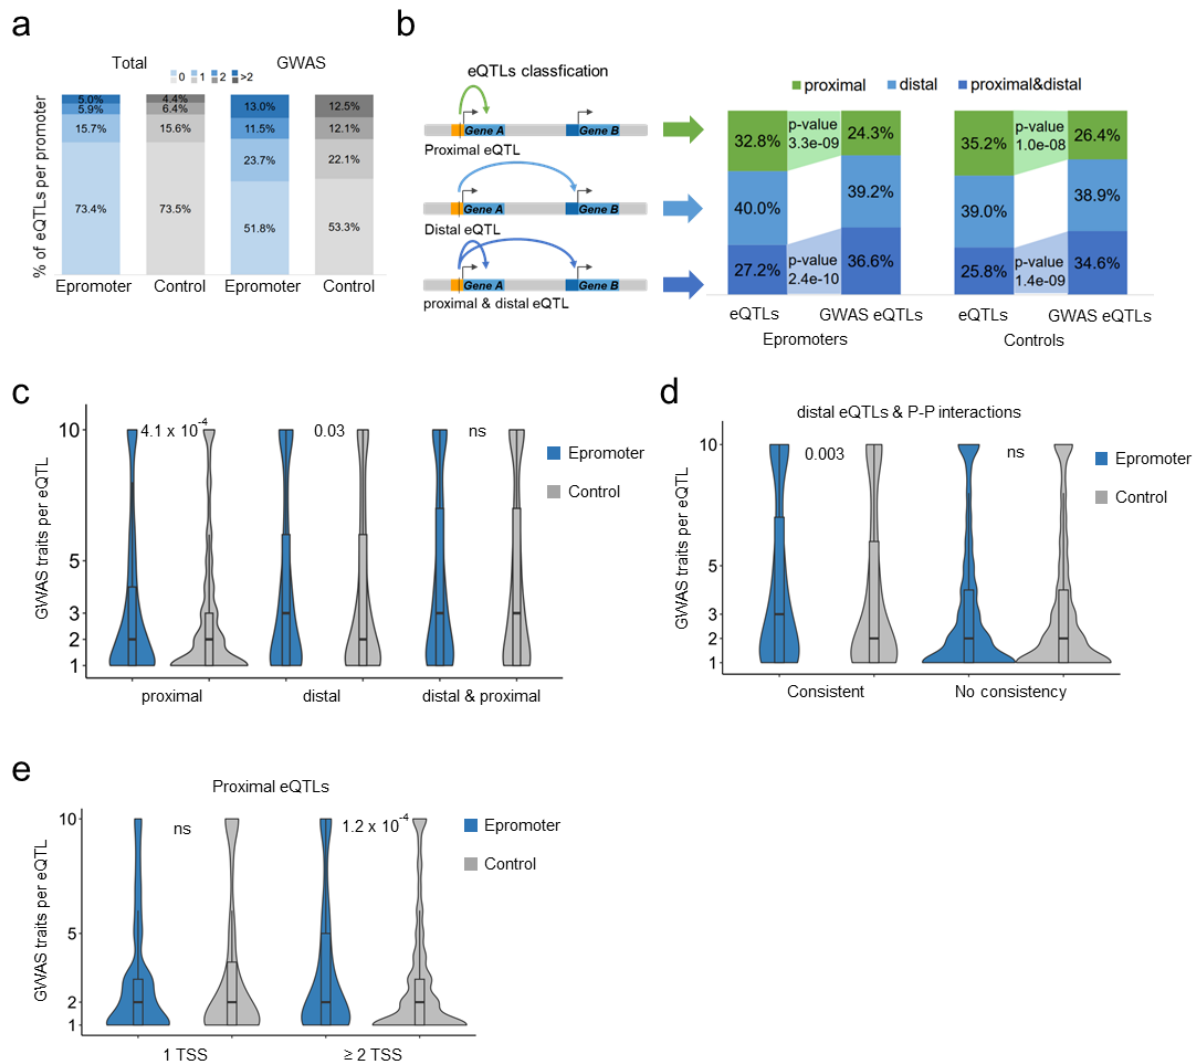 a
Total
GWAS
0 1 2 >2
% of eQTLs per promoter
5.0%
5.9%
15.7%
73.4%
4.4%
6.4%
15.6%
73.5%
13.0%
11.5%
23.7%
51.8%
12.5%
12.1%
22.1%
53.3%
Epromoter Control Epromoter Control
b
eQTLs classfication
Gene A Gene B
Proximal eQTL
Gene A Gene B
Distal eQTL
Gene A Gene B
proximal & distal eQTL
proximal distal proximal&distal
32.8%
40.0%
27.2%
p-value
3.3e-09
p-value
2.4e-10
24.3%
39.2%
36.6%
35.2%
39.0%
25.8%
p-value
1.0e-08
p-value
1.4e-09
26.4%
38.9%
34.6%
eQTLs GWAS eQTLs eQTLs GWAS eQTLs
Epromoters Controls
c
GWAS traits per eQTL
10
5
3
2
1
4.1 x 10-4 0.03 ns
Epromoter
Control
proximal distal distal & proximal
d
distal eQTLs & P-P interactions
GWAS traits per eQTL
10
5
3
2
1
0.003 ns
Epromoter
Control
Consistent No consistency
e
Proximal eQTLs
GWAS traits per eQTL
10
5
2
1
ns 1.2 x 10-4
Epromoter
Control
1 TSS ≥ 2 TSS